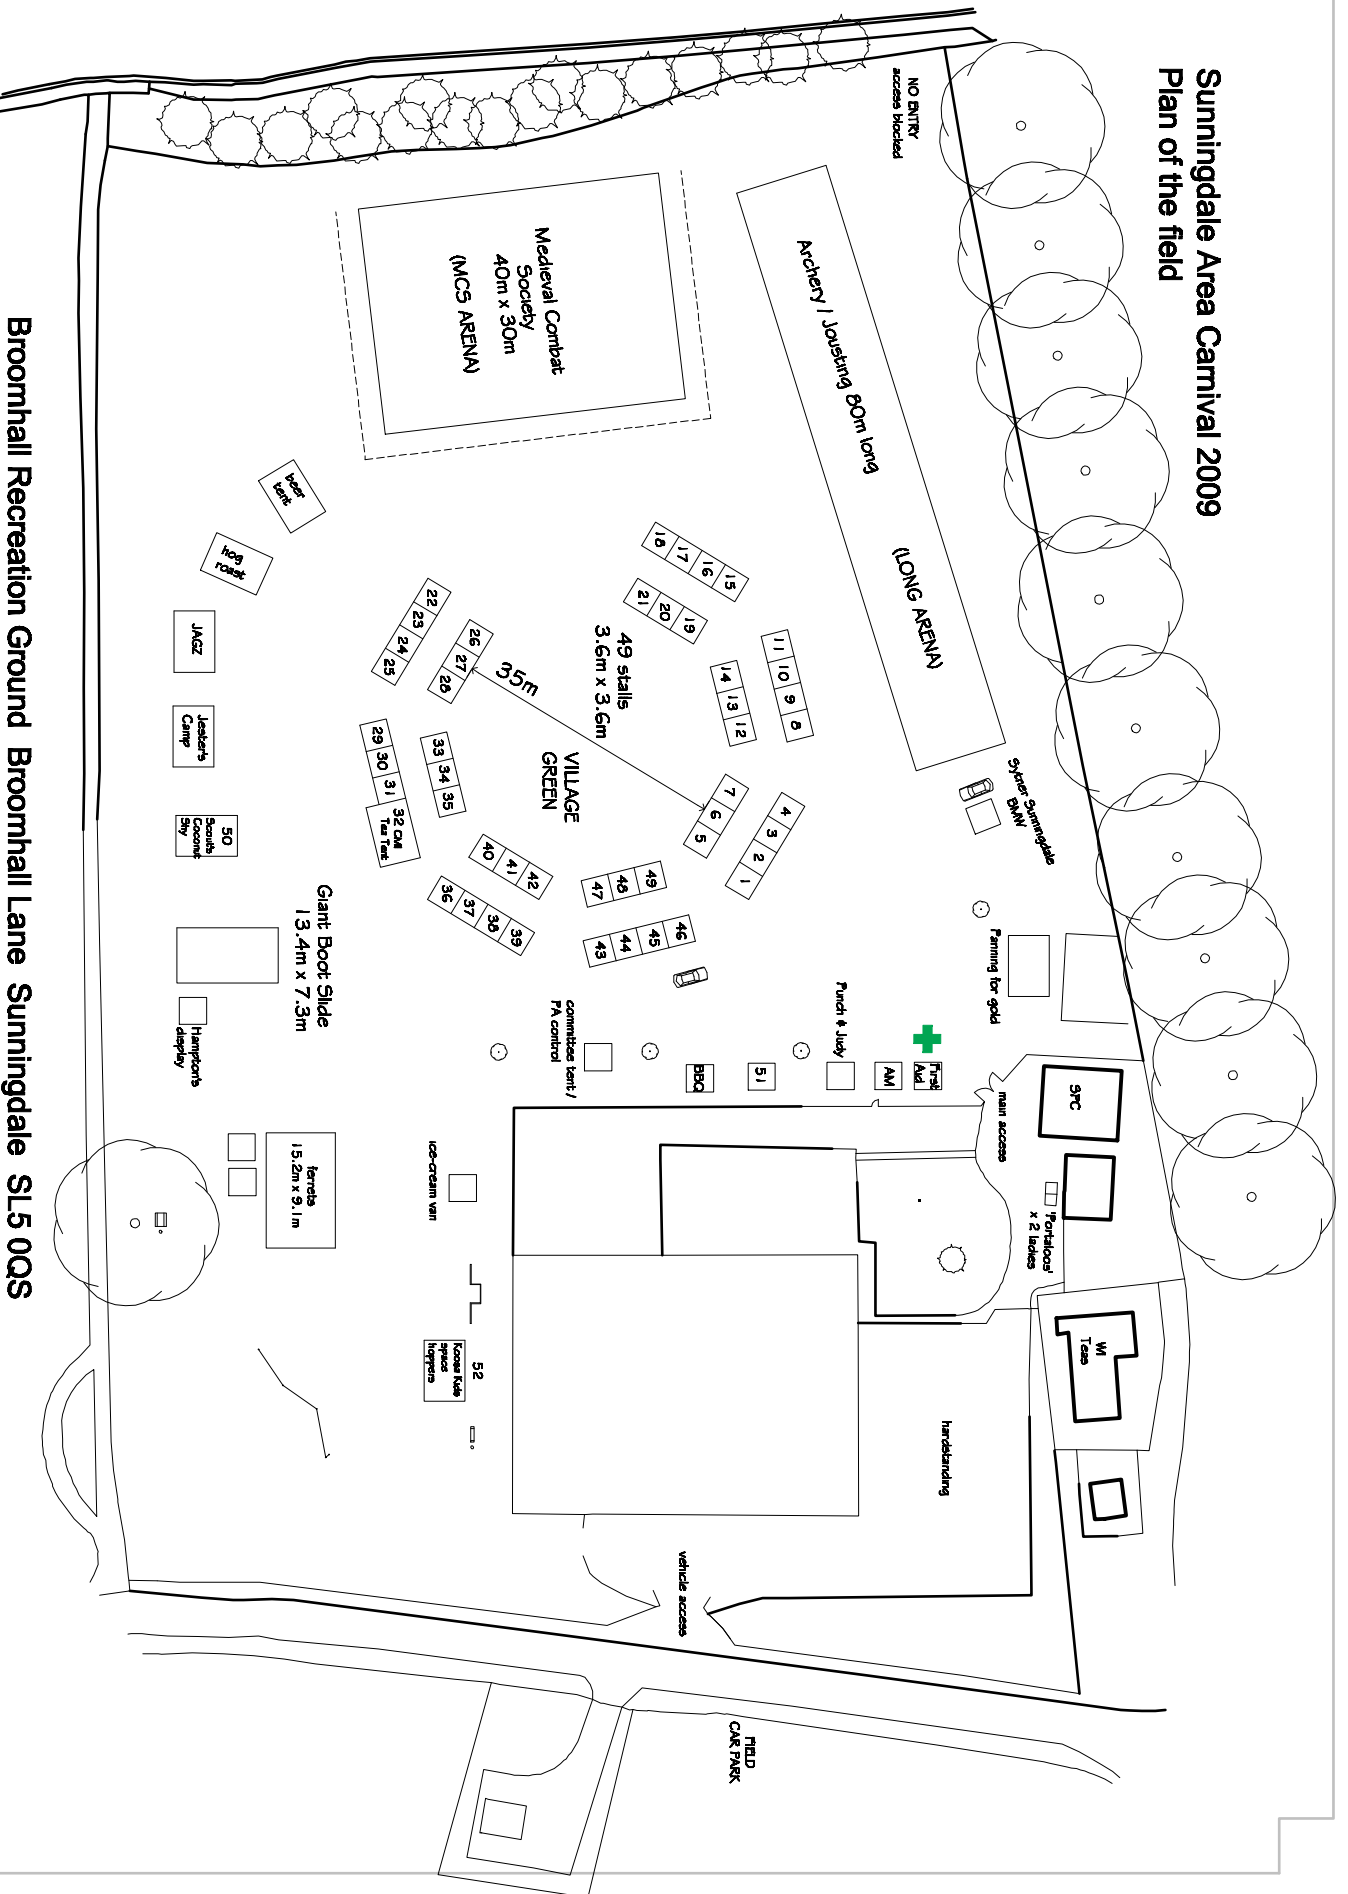 Sunningdale Area Carnival 2009
Plan of the field
NO ENTRY
access blocked
Archery / Jousting 80m long
(LONG ARENA)
Medieval Combat
Society
40m x 30m
(MCS ARENA)
Sytner Sunningdale
BMW
Panning for gold
beer
tent
hog
roast
JAGZ
Jester's
Camp
50
Scout's
Coconut
Shy
18 17 16 15
21 20 19
11 10 9 8
14 13 12
22 23 24 25
26 27 28
35m
49 stalls
3.6m x 3.6m
VILLAGE
GREEN
7 6 5
4 3 2 1
29 30 31
32 CMI
Tea Tent
33 34 35
40 41 42
36 37 38 39
47 48 49
43 44 45 46
Giant Boot Slide
13.4m x 7.3m
Hampton's
display
committee tent /
PA control
BBQ
51
Punch & Judy
AM
First
Aid
main access
SPC
'Portaloos'
x 2 ladies
WI
Teas
ferrets
15.2m x 9.1m
ice-cream van
52
Koosa Kids
space
hoppers
hardstanding
vehicle access
FIELD
CAR PARK
Broomhall Recreation Ground Broomhall Lane Sunningdale SL5 0QS